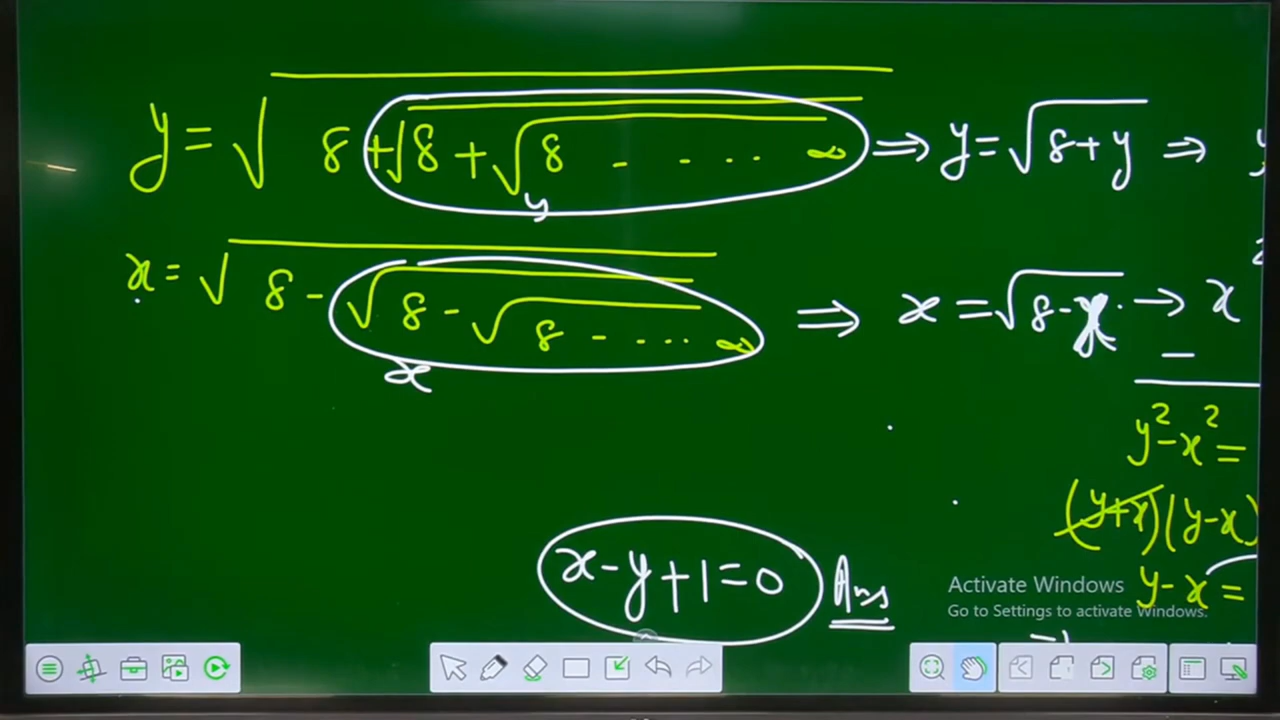 y = √8+√8+√8 - - ... ∞ ⇒ y = √8+y ⇒
y
x = √8-√8-√8 - - ... ∞ ⇒ x = √8-x → x
x
y²-x² =
(y+x)(y-x)
y-x =
x-y+1=0 Ans
Activate Windows
Go to Settings to activate Windows.